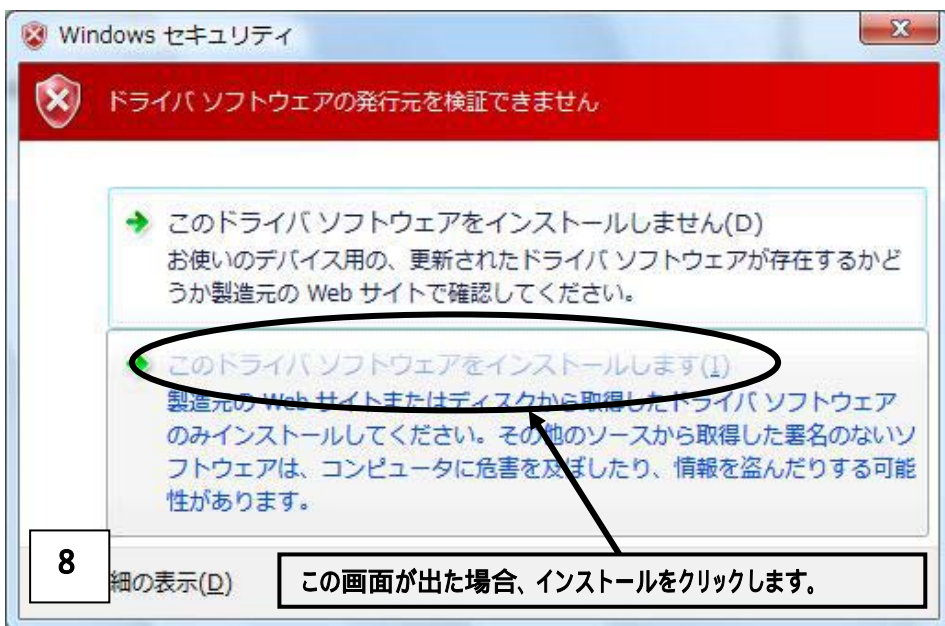 Windows セキュリティ
ドライバ ソフトウェアの発行元を検証できません
このドライバ ソフトウェアをインストールしません(D)
お使いのデバイス用の、更新されたドライバ ソフトウェアが存在するかど
うか製造元の Web サイトで確認してください。
このドライバ ソフトウェアをインストールします(I)
製造元の Web サイトまたはディスクから取得したドライバ ソフトウェア
のみインストールしてください。その他のソースから取得した署名のないソ
フトウェアは、コンピュータに危害を及ぼしたり、情報を盗んだりする可能
性があります。
8
細の表示(D)
この画面が出た場合、インストールをクリックします。